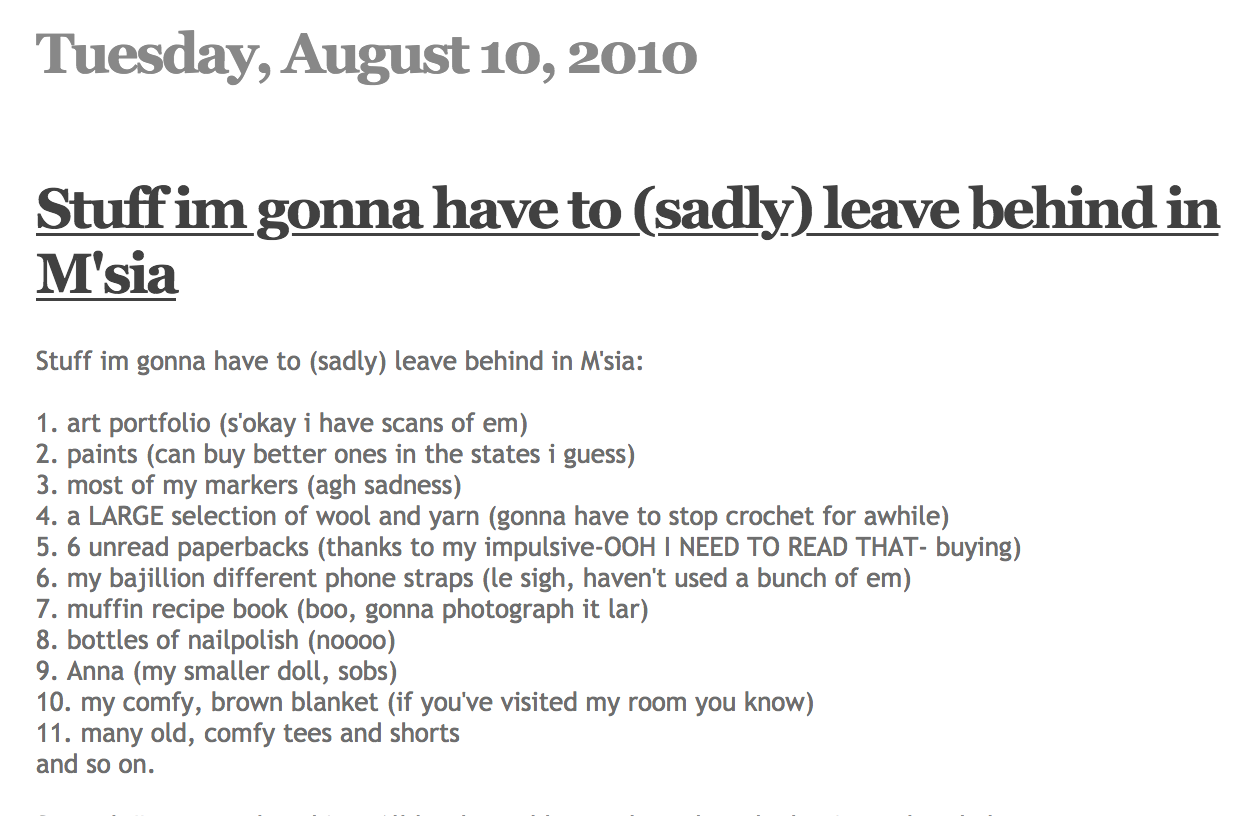 Tuesday, August 10, 2010
Stuff im gonna have to (sadly) leave behind in
M'sia
Stuff im gonna have to (sadly) leave behind in M'sia:
1. art portfolio (s'okay i have scans of em)
2. paints (can buy better ones in the states i guess)
3. most of my markers (agh sadness)
4. a LARGE selection of wool and yarn (gonna have to stop crochet for awhile)
5. 6 unread paperbacks (thanks to my impulsive-OOH I NEED TO READ THAT- buying)
6. my bajillion different phone straps (le sigh, haven't used a bunch of em)
7. muffin recipe book (boo, gonna photograph it lar)
8. bottles of nailpolish (noooo)
9. Anna (my smaller doll, sobs)
10. my comfy, brown blanket (if you've visited my room you know)
11. many old, comfy tees and shorts
and so on.